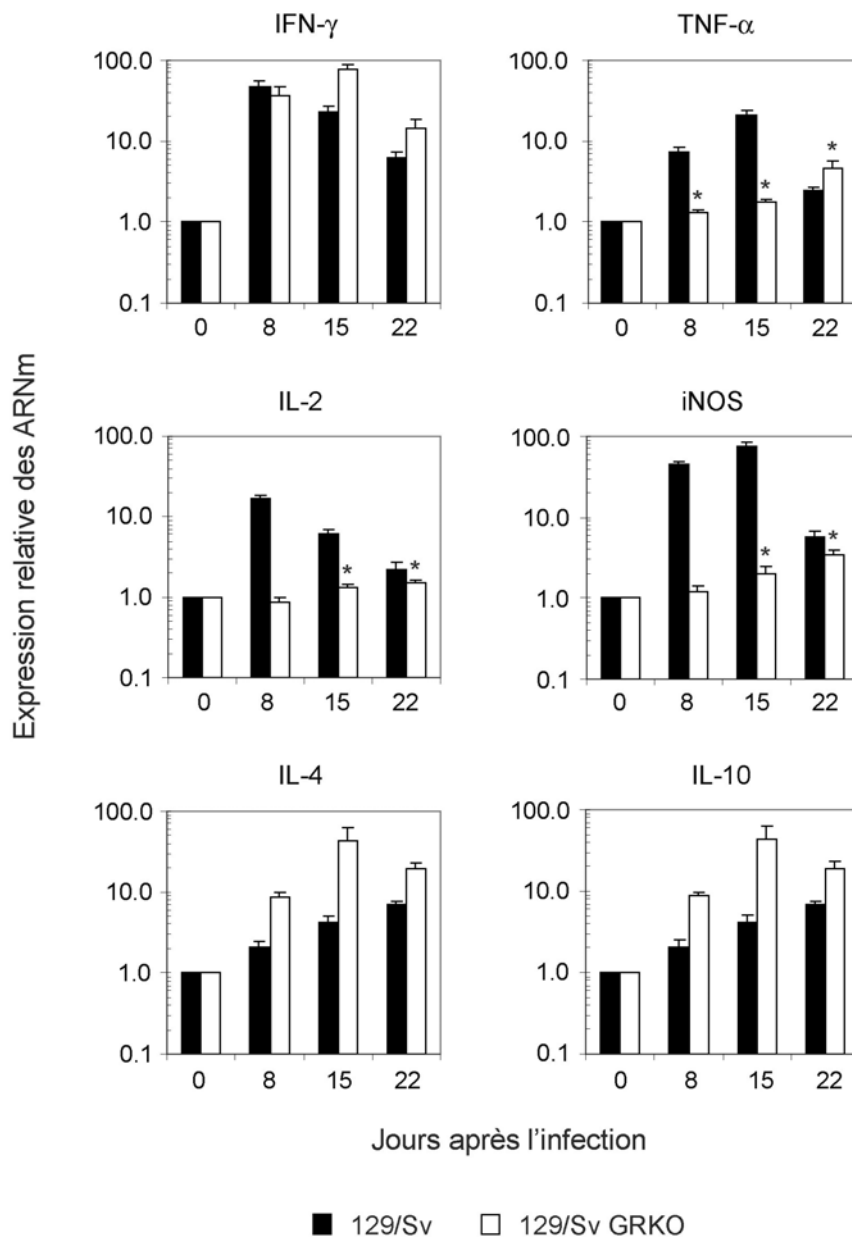 IFN-γ
100.0
10.0
1.0
0.1
0 8 15 22
TNF-α
100.0
10.0
1.0
0.1
* * *
0 8 15 22
IL-2
100.0
10.0
1.0
0.1
* *
0 8 15 22
iNOS
100.0
10.0
1.0
0.1
* *
0 8 15 22
IL-4
100.0
10.0
1.0
0.1
0 8 15 22
IL-10
100.0
10.0
1.0
0.1
0 8 15 22
Expression relative des ARNm
Jours après l'infection
129/Sv 129/Sv GRKO